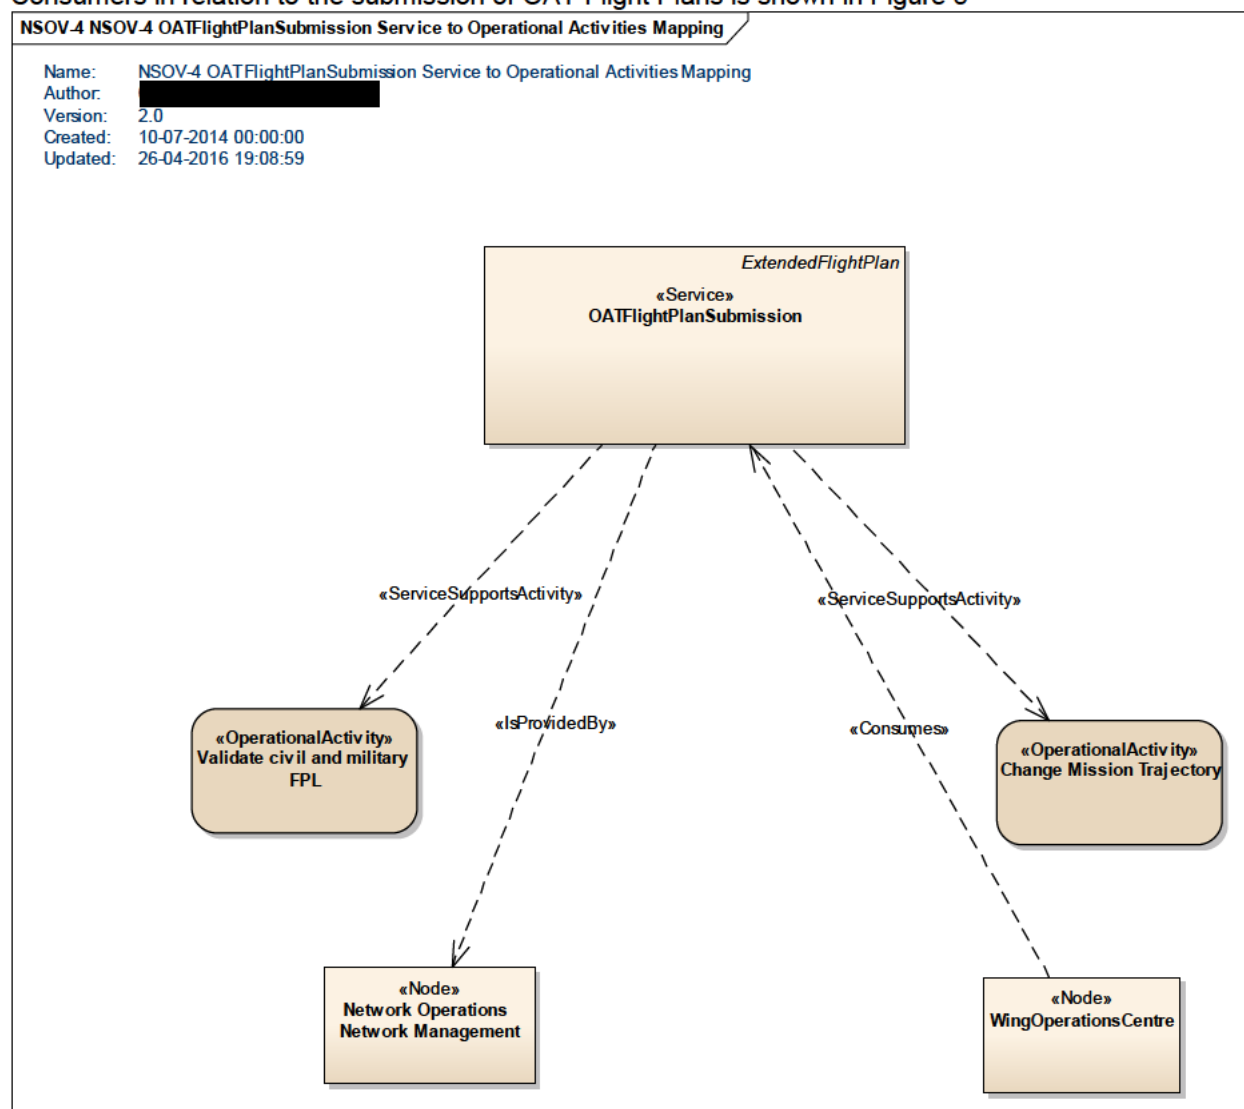 Consumers in relation to the submission of OAT Flight Plans is shown in Figure
NSOV-4 NSOV-4 OATFlightPlanSubmission Service to Operational Activities Mapping
Name: NSOV-4 OATFlightPlanSubmission Service to Operational Activities Mapping
Author:
Version: 2.0
Created: 10-07-2014 00:00:00
Updated: 26-04-2016 19:08:59
ExtendedFlightPlan
«Service»
OATFlightPlanSubmission
«ServiceSupportsActivity»
«ServiceSupportsActivity»
«IsProvidedBy»
«Consumes»
«OperationalActivity»
Validate civil and military
FPL
«OperationalActivity»
Change Mission Trajectory
«Node»
Network Operations
Network Management
«Node»
WingOperationsCentre